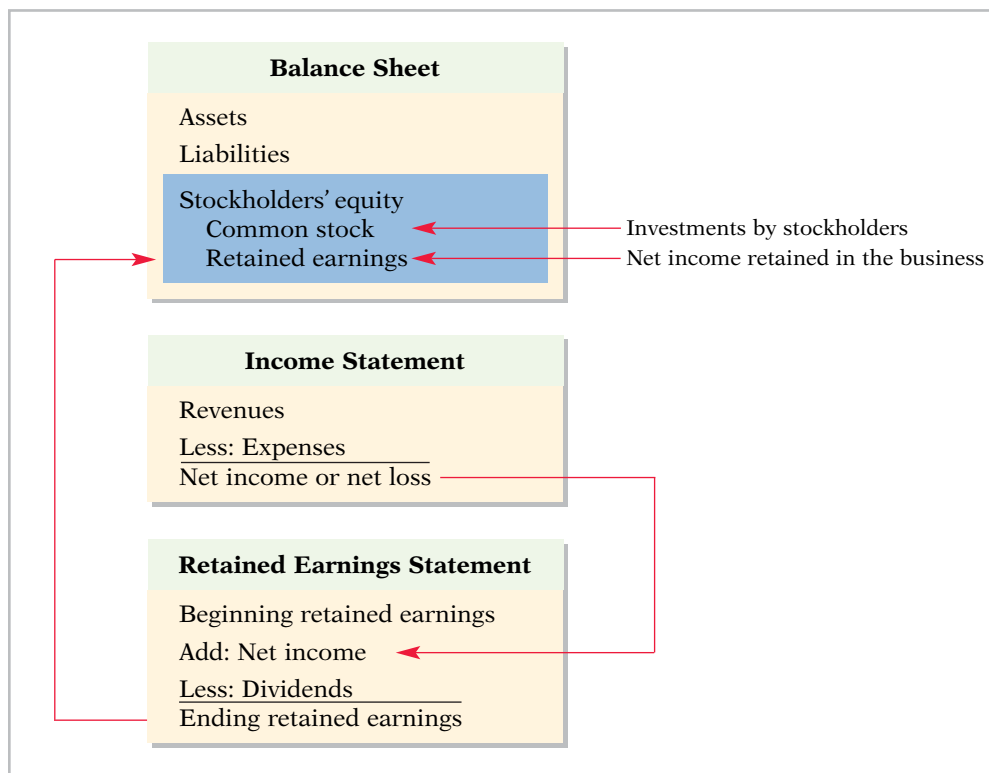 Balance Sheet
Assets
Liabilities
Stockholders’ equity
Common stock
Investments by stockholders
Retained earnings
Net income retained in the business
Income Statement
Revenues
Less: Expenses
Net income or net loss
Retained Earnings Statement
Beginning retained earnings
Add: Net income
Less: Dividends
Ending retained earnings